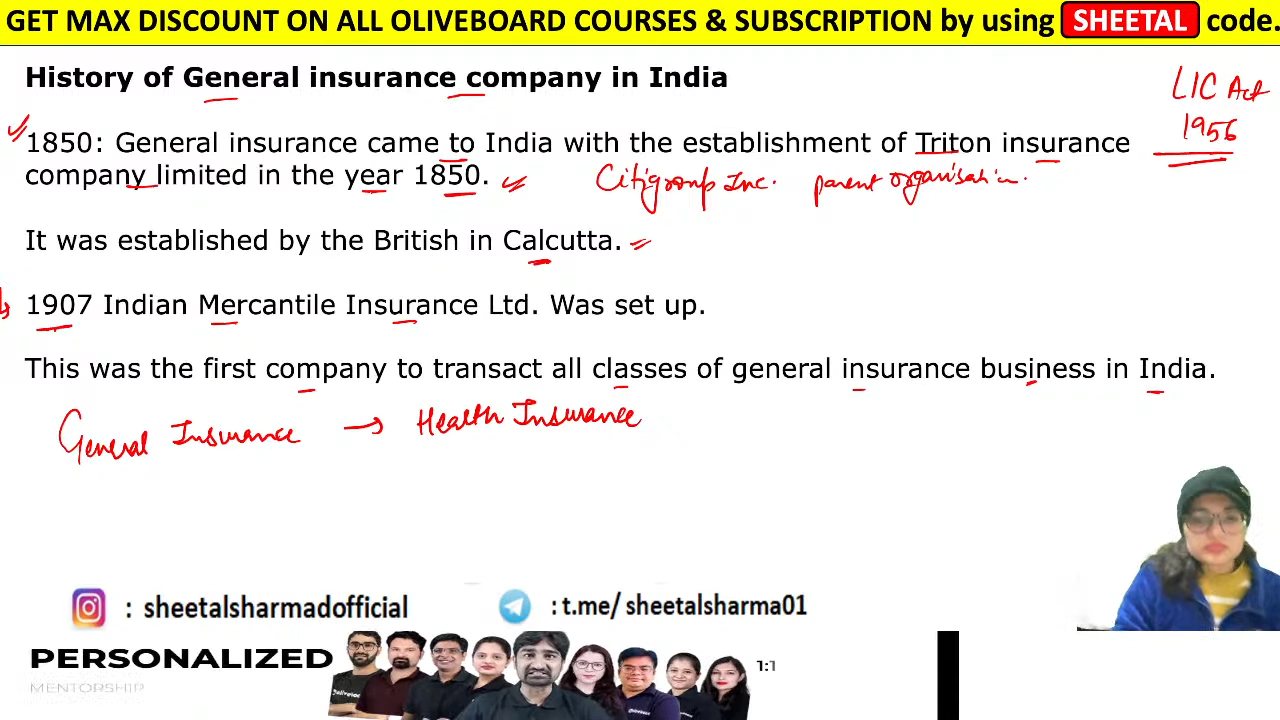 GET MAX DISCOUNT ON ALL OLIVEBOARD COURSES & SUBSCRIPTION by using SHEETAL code.
History of General insurance company in India
LIC Act
1956
1850: General insurance came to India with the establishment of Triton insurance
company limited in the year 1850.
Citigroup Inc. parent organisation.
It was established by the British in Calcutta.
1907 Indian Mercantile Insurance Ltd. Was set up.
This was the first company to transact all classes of general insurance business in India.
General Insurance → Health Insurance
: sheetalsharmadofficial
: t.me/ sheetalsharma01
PERSONALIZED
MENTORSHIP
1:1